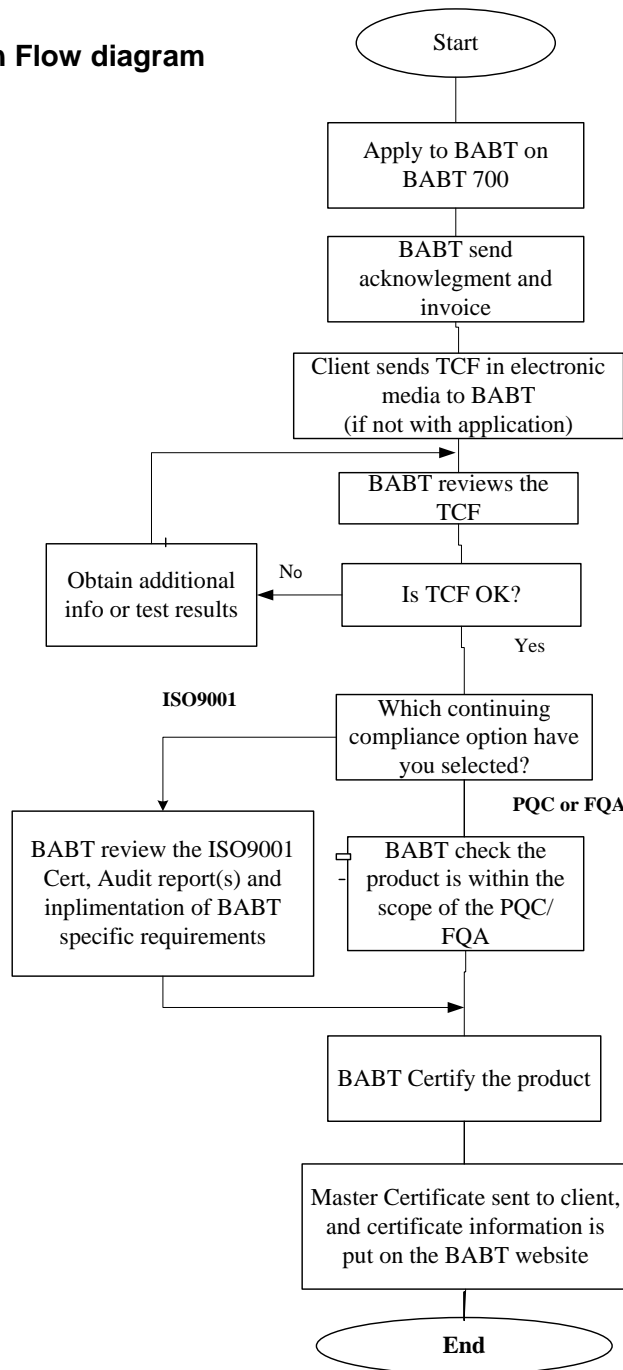 n Flow diagram
Start
Apply to BABT on
BABT 700
BABT send
acknowlegment and
invoice
Client sends TCF in electronic
media to BABT
(if not with application)
BABT reviews the
TCF
Obtain additional
info or test results
No
Is TCF OK?
Yes
ISO9001
Which continuing
compliance option have
you selected?
PQC or FQA
BABT review the ISO9001
Cert, Audit report(s) and
inplimentation of BABT
specific requirements
BABT check the
product is within the
scope of the PQC/
FQA
BABT Certify the product
Master Certificate sent to client,
and certificate information is
put on the BABT website
End